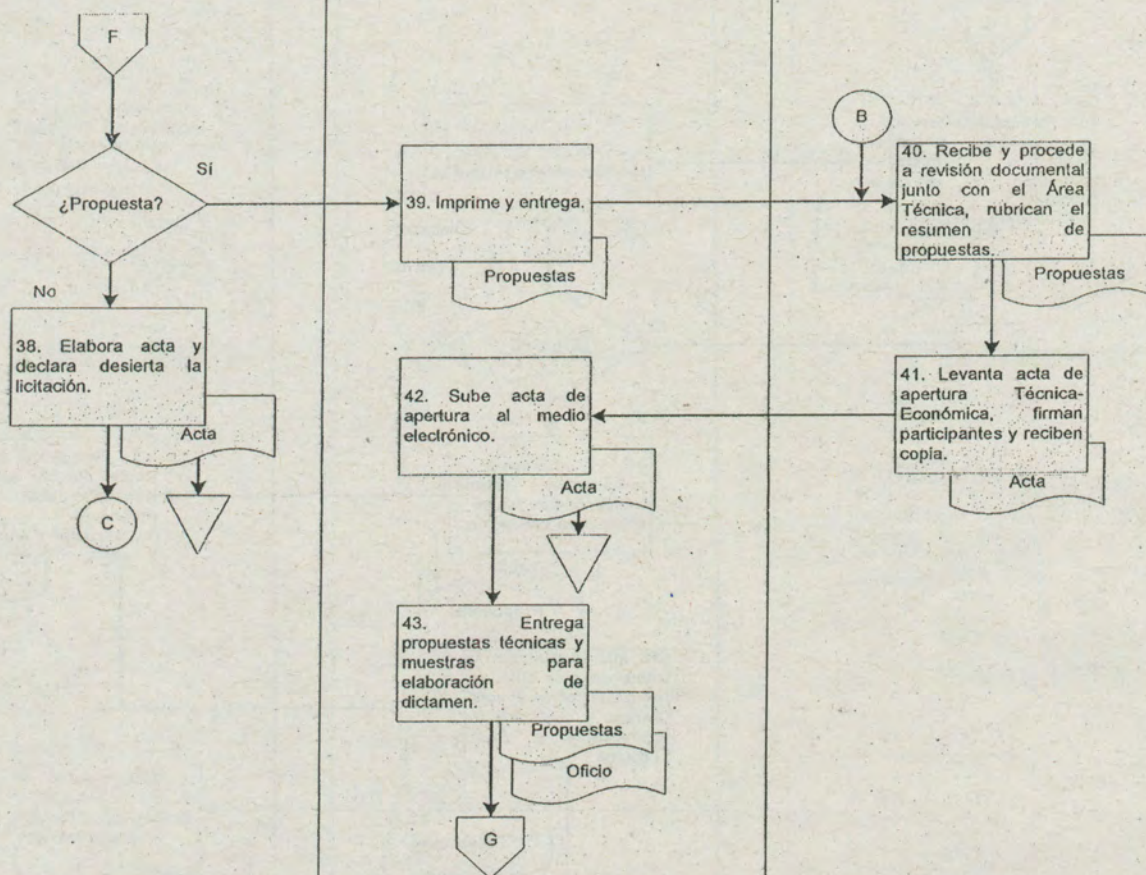 F
¿Propuesta?
Sí
No
38. Elabora acta y
declara desierta la
licitación.
Acta
C
39. Imprime y entrega.
Propuestas
B
40. Recibe y procede
a revisión documental
junto con el Área
Técnica, rubrican el
resumen de
propuestas.
Propuestas
41. Levanta acta de
apertura Técnica-
Económica, firman
participantes y reciben
copia.
Acta
42. Sube acta de
apertura al medio
electrónico.
Acta
43. Entrega
propuestas técnicas y
muestras para
elaboración de
dictamen.
Propuestas
Oficio
G